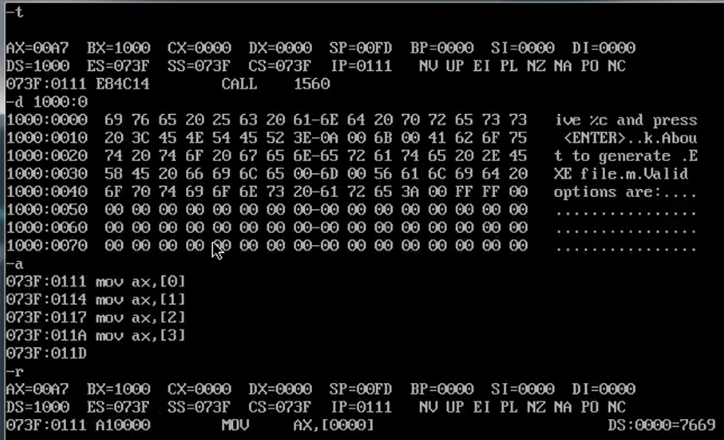 -t
AX=00A7 BX=1000 CX=0000 DX=0000 SP=00FD BP=0000 SI=0000 DI=0000
DS=1000 ES=073F SS=073F CS=073F IP=0111 NV UP EI PL NZ NA PO NC
073F:0111 E84C14 CALL 1560
-d 1000:0
1000:0000 69 76 65 20 25 63 20 61-6E 64 20 70 72 65 73 73 ive %c and press
1000:0010 20 3C 45 4E 54 45 52 3E-0A 00 6B 00 41 62 6F 75 <ENTER>..k.Abou
1000:0020 74 20 74 6F 20 67 65 6E-65 72 61 74 65 20 2E 45 t to generate .E
1000:0030 58 45 20 66 69 6C 65 00-6D 00 56 61 6C 69 64 20 XE file.m.Valid
1000:0040 6F 70 74 69 6F 6E 73 20-61 72 65 3A 00 FF FF 00 options are:....
1000:0050 00 00 00 00 00 00 00 00-00 00 00 00 00 00 00 00 ................
1000:0060 00 00 00 00 00 00 00 00-00 00 00 00 00 00 00 00 ................
1000:0070 00 00 00 00 00 00 00 00-00 00 00 00 00 00 00 00 ................
-a
073F:0111 mov ax,[0]
073F:0114 mov ax,[1]
073F:0117 mov ax,[2]
073F:011A mov ax,[3]
073F:011D
-r
AX=00A7 BX=1000 CX=0000 DX=0000 SP=00FD BP=0000 SI=0000 DI=0000
DS=1000 ES=073F SS=073F CS=073F IP=0111 NV UP EI PL NZ NA PO NC
073F:0111 A10000 MOV AX,[0000] DS:0000=7669